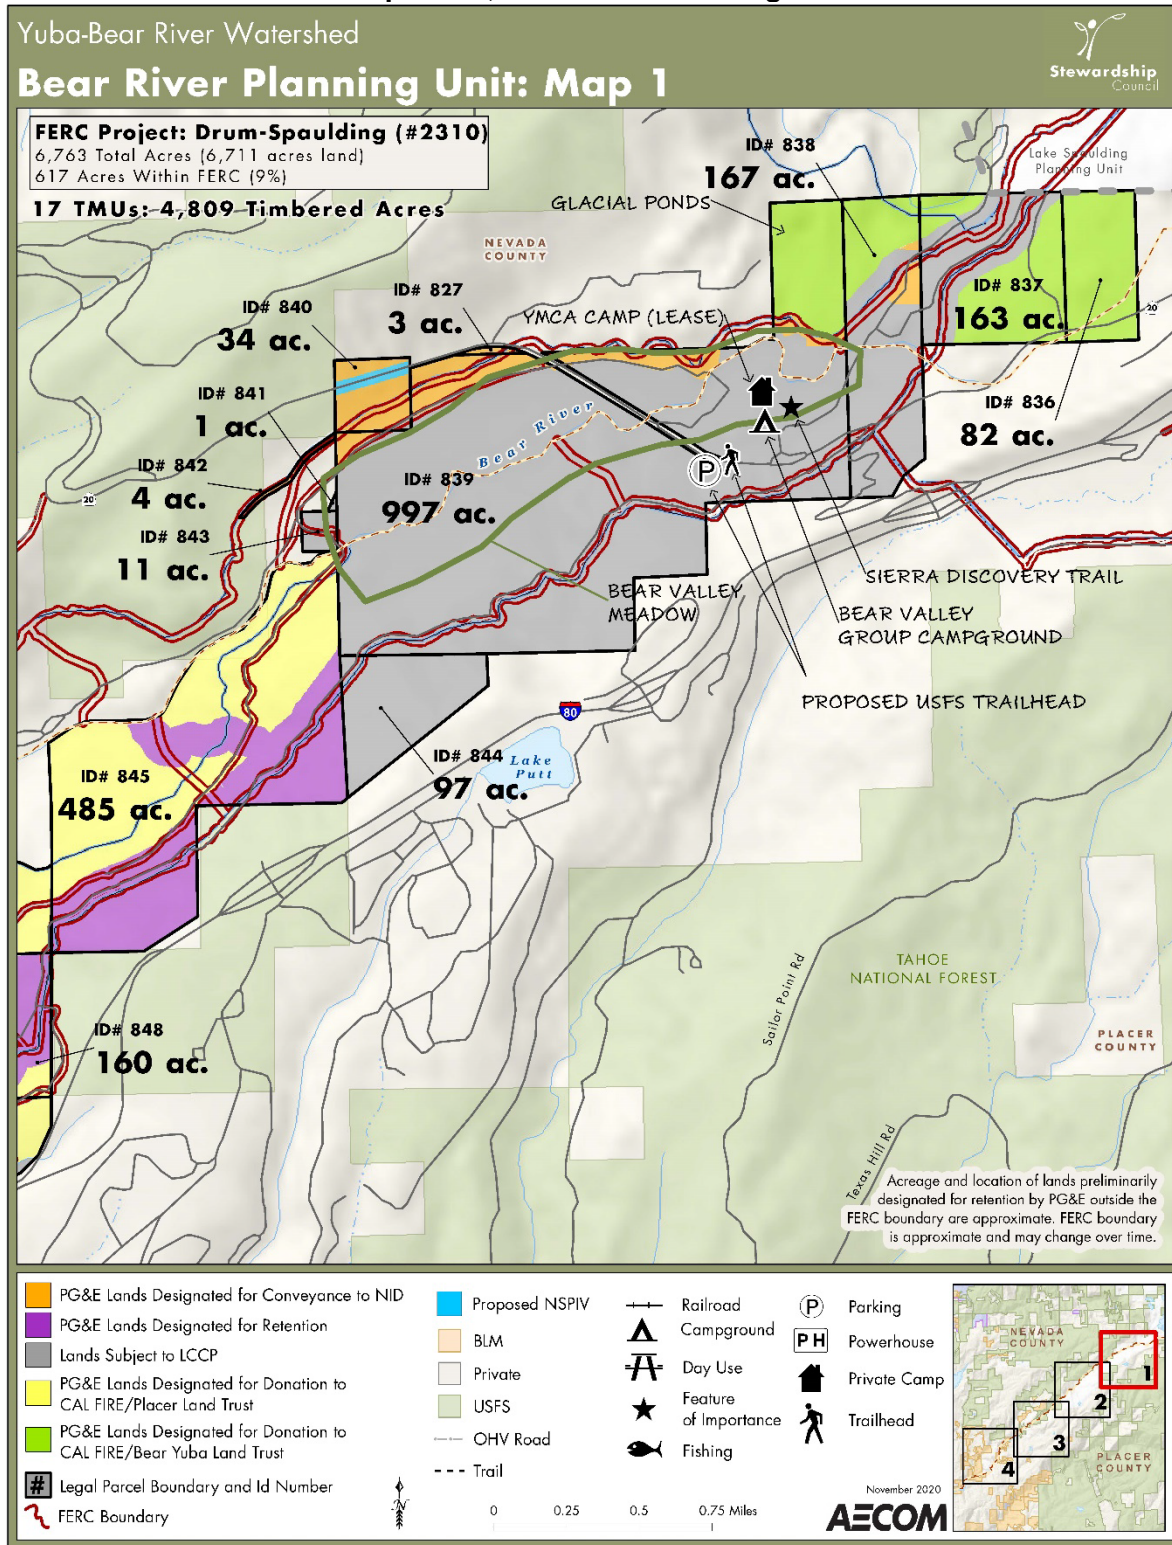 Yuba-Bear River Watershed
Bear River Planning Unit: Map 1
Stewardship
Council
FERC Project: Drum-Spaulding (#2310)
6,763 Total Acres (6,711 acres land)
617 Acres Within FERC (9%)
17 TMUs: 4,809 Timbered Acres
ID# 838
167 ac.
Lake Spaulding
Planning Unit
GLACIAL PONDS
NEVADA
COUNTY
ID# 840
34 ac.
ID# 827
3 ac.
YMCA CAMP (LEASE)
ID# 837
163 ac.
20
ID# 841
1 ac.
ID# 836
82 ac.
Bear River
ID# 842
4 ac.
20
ID# 839
997 ac.
P
ID# 843
11 ac.
SIERRA DISCOVERY TRAIL
BEAR VALLEY
MEADOW
BEAR VALLEY
GROUP CAMPGROUND
PROPOSED USFS TRAILHEAD
80
ID# 844
97 ac.
Lake
Putt
ID# 845
485 ac.
TAHOE
NATIONAL FOREST
Sailor Point Rd
PLACER
COUNTY
ID# 848
160 ac.
Texas Hill Rd
Acreage and location of lands preliminarily
designated for retention by PG&E outside the
FERC boundary are approximate. FERC boundary
is approximate and may change over time.
PG&E Lands Designated for Conveyance to NID
PG&E Lands Designated for Retention
Lands Subject to LCCP
PG&E Lands Designated for Donation to
CAL FIRE/Placer Land Trust
PG&E Lands Designated for Donation to
CAL FIRE/Bear Yuba Land Trust
# Legal Parcel Boundary and Id Number
FERC Boundary
Proposed NSPIV
BLM
Private
USFS
OHV Road
Trail
Railroad
Campground
Day Use
Feature
of Importance
Fishing
P Parking
PH Powerhouse
Private Camp
Trailhead
N
0 0.25 0.5 0.75 Miles
November 2020
AECOM
NEVADA
COUNTY
1
2
3
4
PLACER
COUNTY